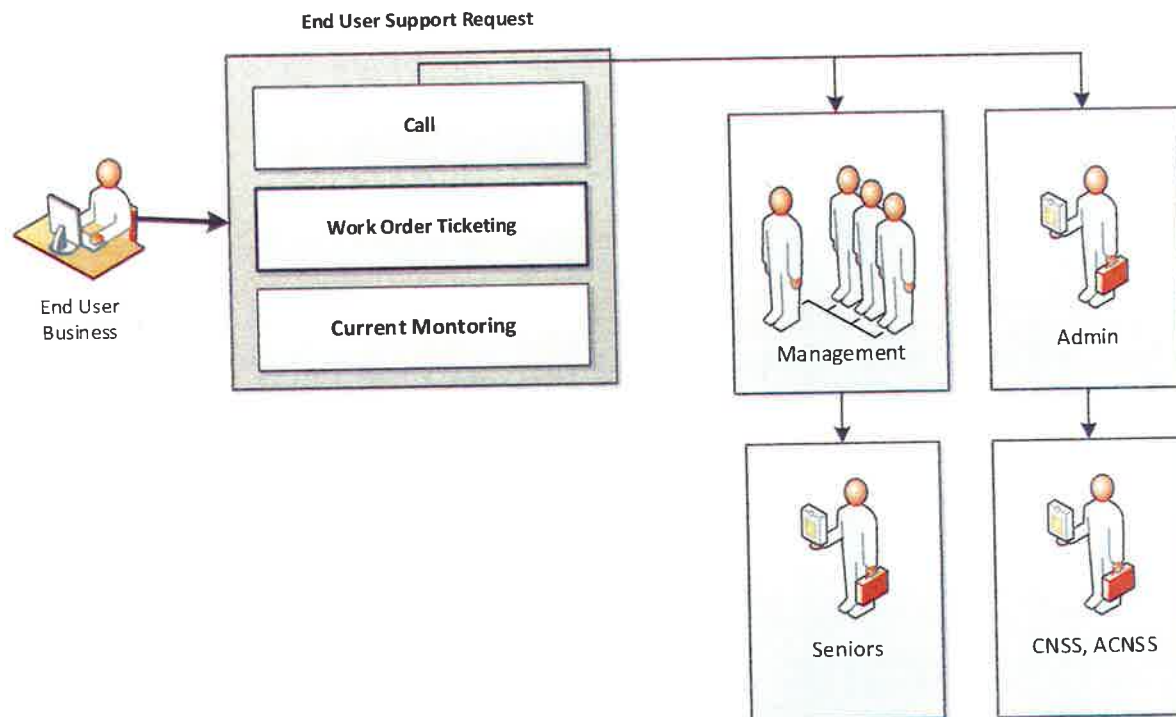 End User Support Request
Call
Work Order Ticketing
Current Montoring
End User
Business
Management
Admin
Seniors
CNSS, ACNSS